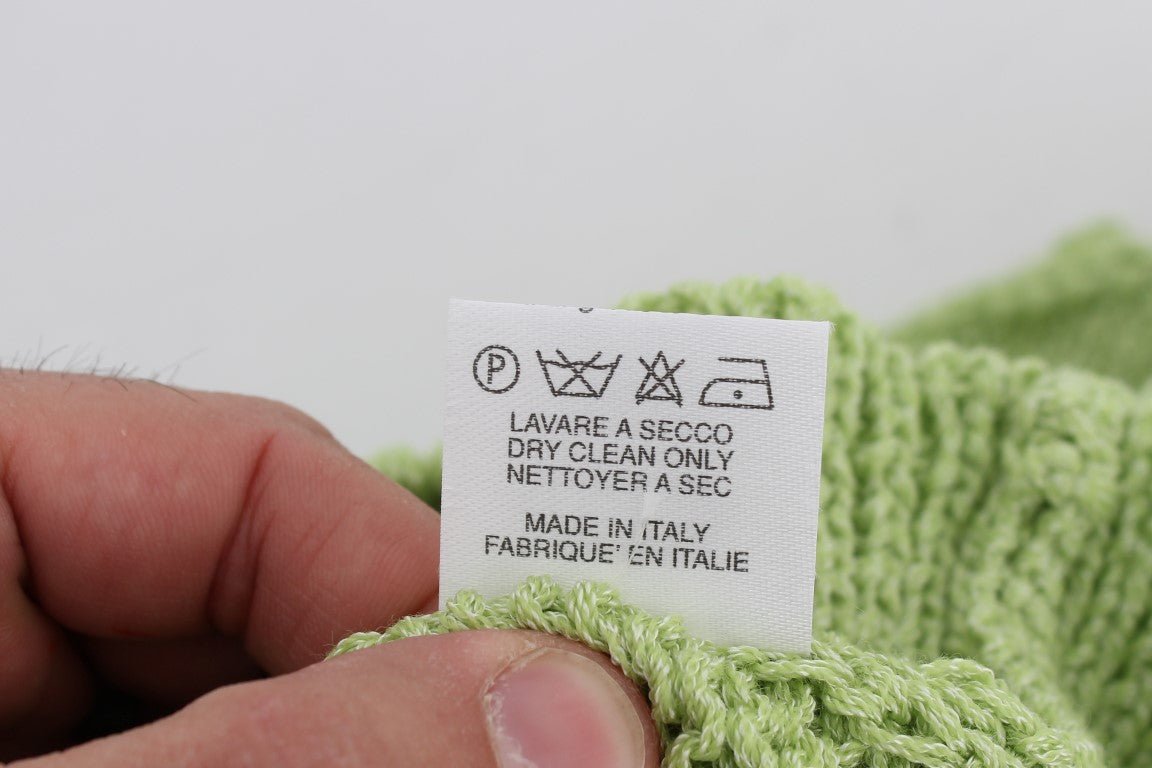 P
LAVARE A SECCO
DRY CLEAN ONLY
NETTOYER A SEC
MADE IN ITALY
FABRIQUE' EN ITALIE